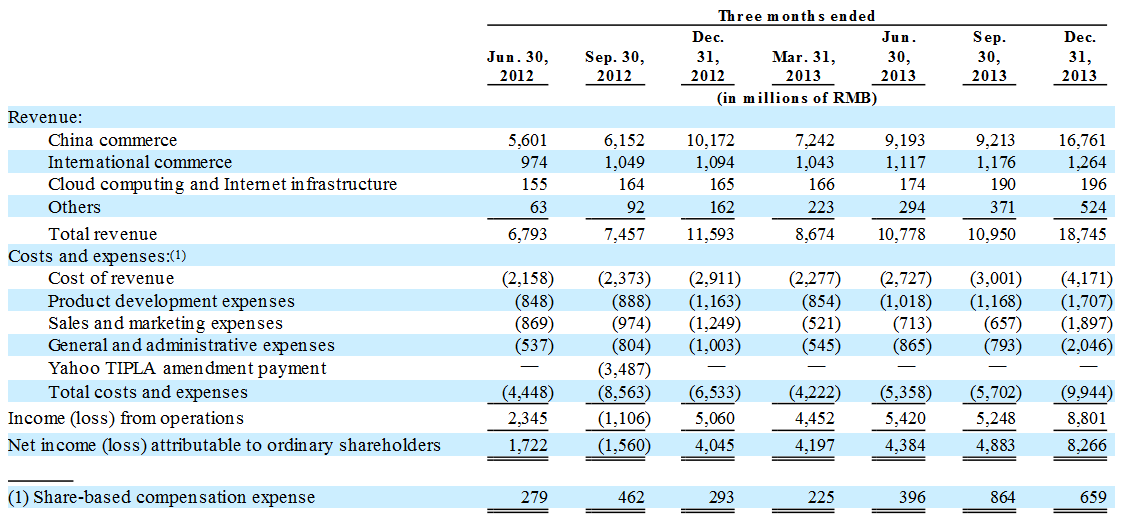 Three months ended
Jun. 30, 2012 Sep. 30, 2012 Dec. 31, 2012 Mar. 31, 2013 Jun. 30, 2013 Sep. 30, 2013 Dec. 31, 2013
(in millions of RMB)
Revenue:
China commerce 5,601 6,152 10,172 7,242 9,193 9,213 16,761
International commerce 974 1,049 1,094 1,043 1,117 1,176 1,264
Cloud computing and Internet infrastructure 155 164 165 166 174 190 196
Others 63 92 162 223 294 371 524
Total revenue 6,793 7,457 11,593 8,674 10,778 10,950 18,745
Costs and expenses:(1)
Cost of revenue (2,158) (2,373) (2,911) (2,277) (2,727) (3,001) (4,171)
Product development expenses (848) (888) (1,163) (854) (1,018) (1,168) (1,707)
Sales and marketing expenses (869) (974) (1,249) (521) (713) (657) (1,897)
General and administrative expenses (537) (804) (1,003) (545) (865) (793) (2,046)
Yahoo TIPLA amendment payment — (3,487) — — — — —
Total costs and expenses (4,448) (8,563) (6,533) (4,222) (5,358) (5,702) (9,944)
Income (loss) from operations 2,345 (1,106) 5,060 4,452 5,420 5,248 8,801
Net income (loss) attributable to ordinary shareholders 1,722 (1,560) 4,045 4,197 4,384 4,883 8,266
(1) Share-based compensation expense 279 462 293 225 396 864 659